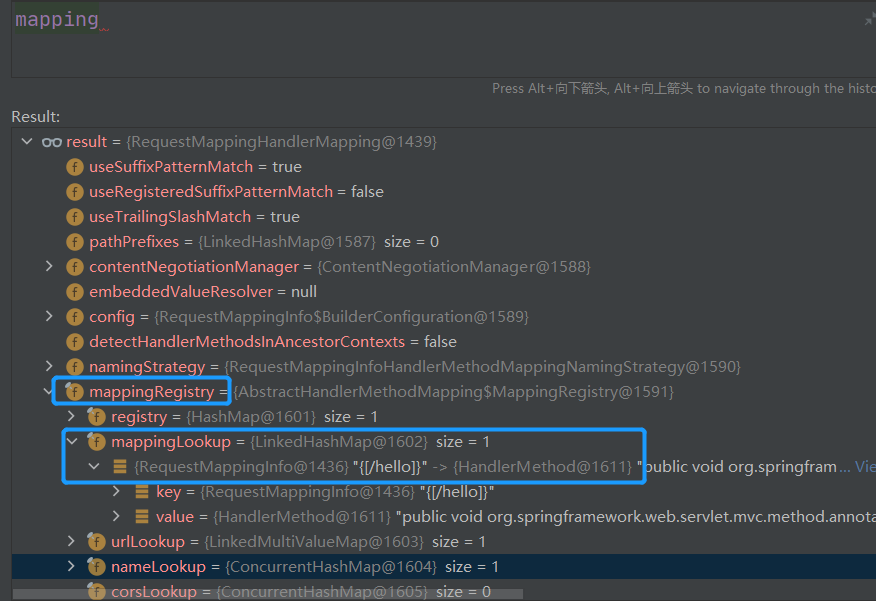 mapping
Press Alt+向下箭头, Alt+向上箭头 to navigate through the histo
Result:
result = {RequestMappingHandlerMapping@1439}
useSuffixPatternMatch = true
useRegisteredSuffixPatternMatch = false
useTrailingSlashMatch = true
pathPrefixes = {LinkedHashMap@1587} size = 0
contentNegotiationManager = {ContentNegotiationManager@1588}
embeddedValueResolver = null
config = {RequestMappingInfo$BuilderConfiguration@1589}
detectHandlerMethodsInAncestorContexts = false
namingStrategy = {RequestMappingInfoHandlerMethodMappingNamingStrategy@1590}
mappingRegistry = {AbstractHandlerMethodMapping$MappingRegistry@1591}
registry = {HashMap@1601} size = 1
mappingLookup = {LinkedHashMap@1602} size = 1
{RequestMappingInfo@1436} "{[/hello]}" -> {HandlerMethod@1611} "public void org.springfram ... Vie
key = {RequestMappingInfo@1436} "{[/hello]}"
value = {HandlerMethod@1611} "public void org.springframework.web.servlet.mvc.method.annota
urlLookup = {LinkedMultiValueMap@1603} size = 1
nameLookup = {ConcurrentHashMap@1604} size = 1
corsLookup = {ConcurrentHashMap@1605} size = 0